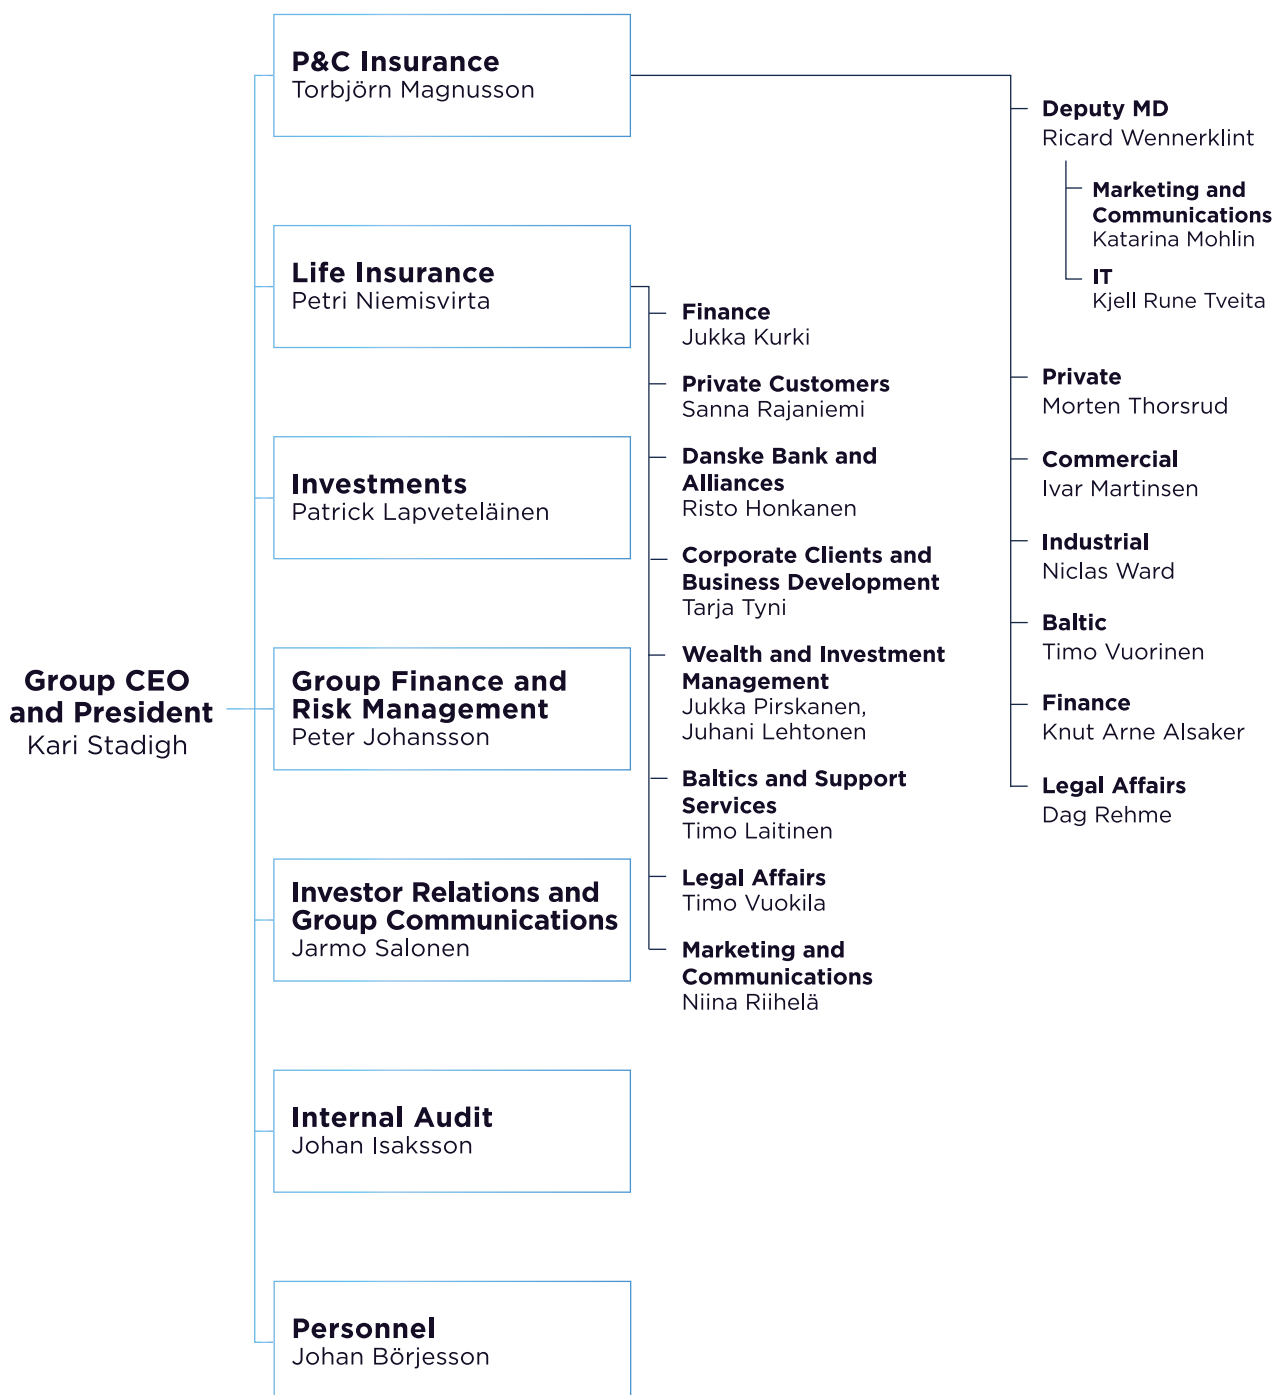 Group CEO
and President
Kari Stadigh
P&C Insurance
Torbjörn Magnusson
Life Insurance
Petri Niemisvirta
Investments
Patrick Lapveteläinen
Group Finance and
Risk Management
Peter Johansson
Investor Relations and
Group Communications
Jarmo Salonen
Internal Audit
Johan Isaksson
Personnel
Johan Börjesson
Finance
Jukka Kurki
Private Customers
Sanna Rajaniemi
Danske Bank and
Alliances
Risto Honkanen
Corporate Clients and
Business Development
Tarja Tyni
Wealth and Investment
Management
Jukka Pirskanen,
Juhani Lehtonen
Baltics and Support
Services
Timo Laitinen
Legal Affairs
Timo Vuokila
Marketing and
Communications
Niina Riihelä
Deputy MD
Ricard Wennerklint
Marketing and
Communications
Katarina Mohlin
IT
Kjell Rune Tveita
Private
Morten Thorsrud
Commercial
Ivar Martinsen
Industrial
Niclas Ward
Baltic
Timo Vuorinen
Finance
Knut Arne Alsaker
Legal Affairs
Dag Rehme